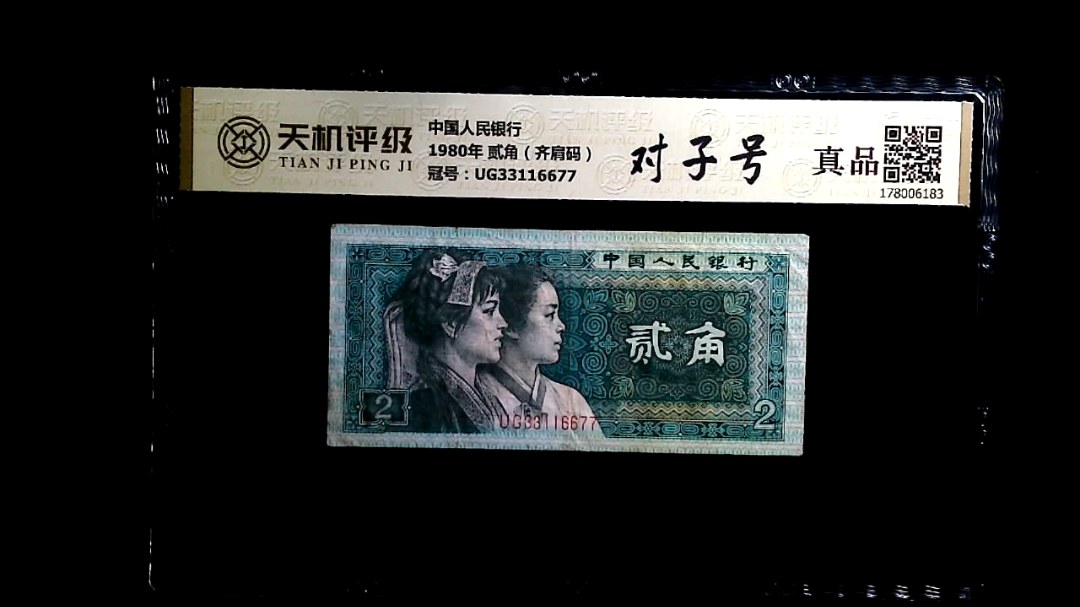 天机评级
TIAN JI PING JI
中国人民银行
1980年 贰角（齐肩码）
冠号：UG33116677
对子号
真品
178006183
中国人民银行
贰角
2
UG33116677
2